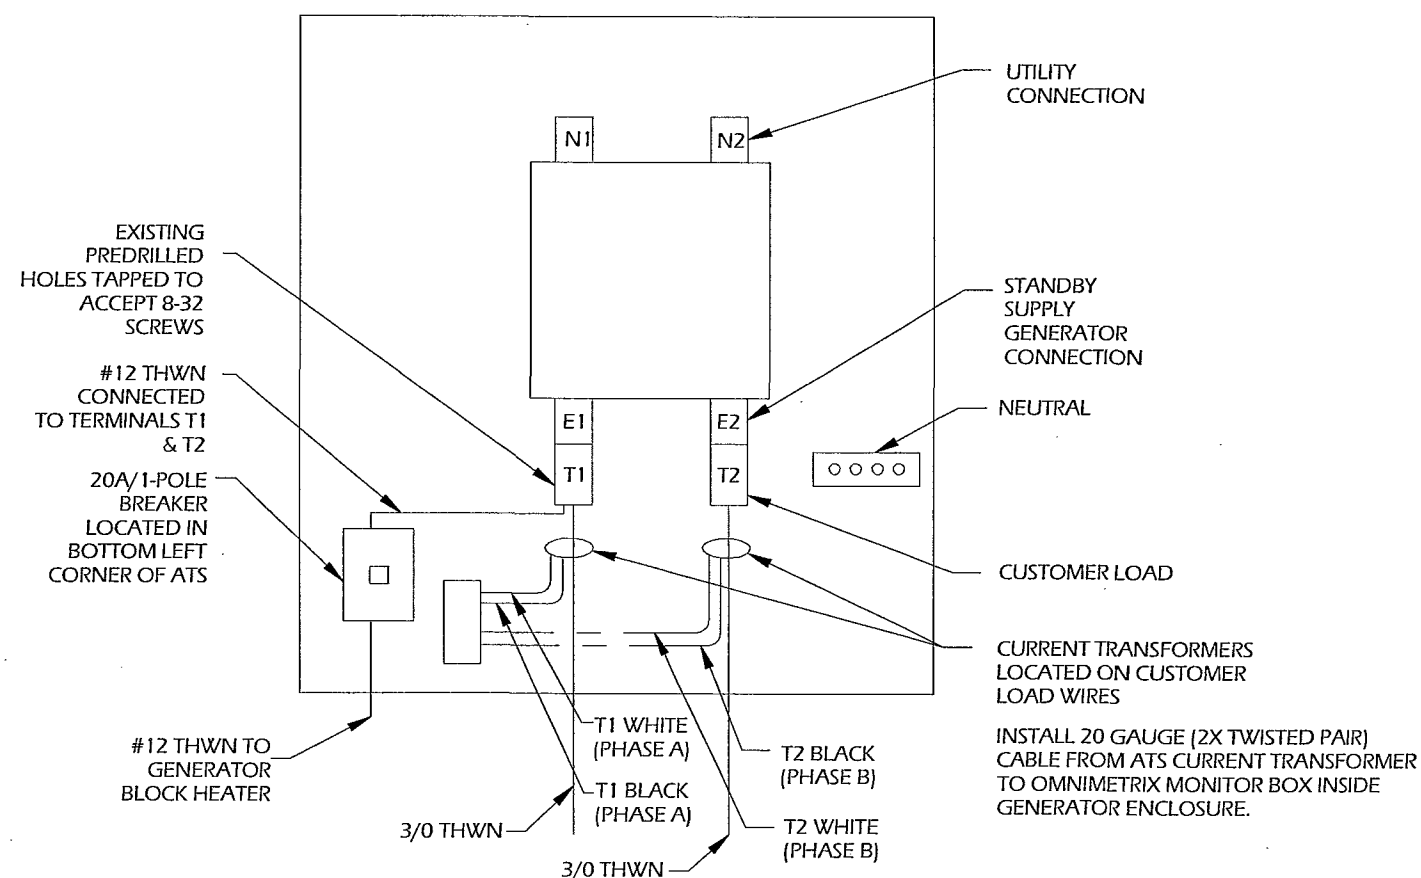 UTILITY
CONNECTION
N1
N2
EXISTING
PREDRILLED
HOLES TAPPED TO
ACCEPT 8-32
SCREWS
STANDBY
SUPPLY
GENERATOR
CONNECTION
#12 THWN
CONNECTED
TO TERMINALS T1
& T2
E1
E2
NEUTRAL
T1
T2
20A/1-POLE
BREAKER
LOCATED IN
BOTTOM LEFT
CORNER OF ATS
CUSTOMER LOAD
CURRENT TRANSFORMERS
LOCATED ON CUSTOMER
LOAD WIRES
#12 THWN TO
GENERATOR
BLOCK HEATER
T1 WHITE
(PHASE A)
T1 BLACK
(PHASE A)
T2 BLACK
(PHASE B)
T2 WHITE
(PHASE B)
INSTALL 20 GAUGE (2X TWISTED PAIR)
CABLE FROM ATS CURRENT TRANSFORMER
TO OMNIMETRIX MONITOR BOX INSIDE
GENERATOR ENCLOSURE.
3/0 THWN
3/0 THWN